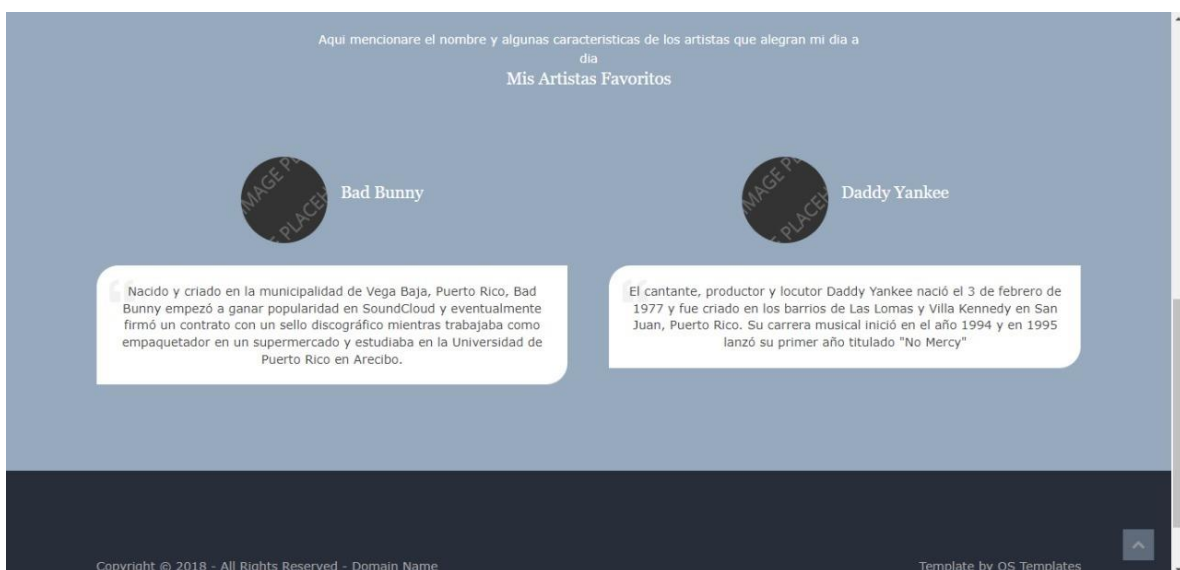 Aqui mencionare el nombre y algunas caracteristicas de los artistas que alegran mi dia a
dia
Mis Artistas Favoritos
IMAGE PL
E PLACEH
Bad Bunny
IMAGE PL
E PLACEH
Daddy Yankee
Nacido y criado en la municipalidad de Vega Baja, Puerto Rico, Bad
Bunny empezó a ganar popularidad en SoundCloud y eventualmente
firmó un contrato con un sello discográfico mientras trabajaba como
empaquetador en un supermercado y estudiaba en la Universidad de
Puerto Rico en Arecibo.
El cantante, productor y locutor Daddy Yankee nació el 3 de febrero de
1977 y fue criado en los barrios de Las Lomas y Villa Kennedy en San
Juan, Puerto Rico. Su carrera musical inició en el año 1994 y en 1995
lanzó su primer año titulado "No Mercy"
Copyright © 2018 - All Rights Reserved - Domain Name
Template by OS Templates